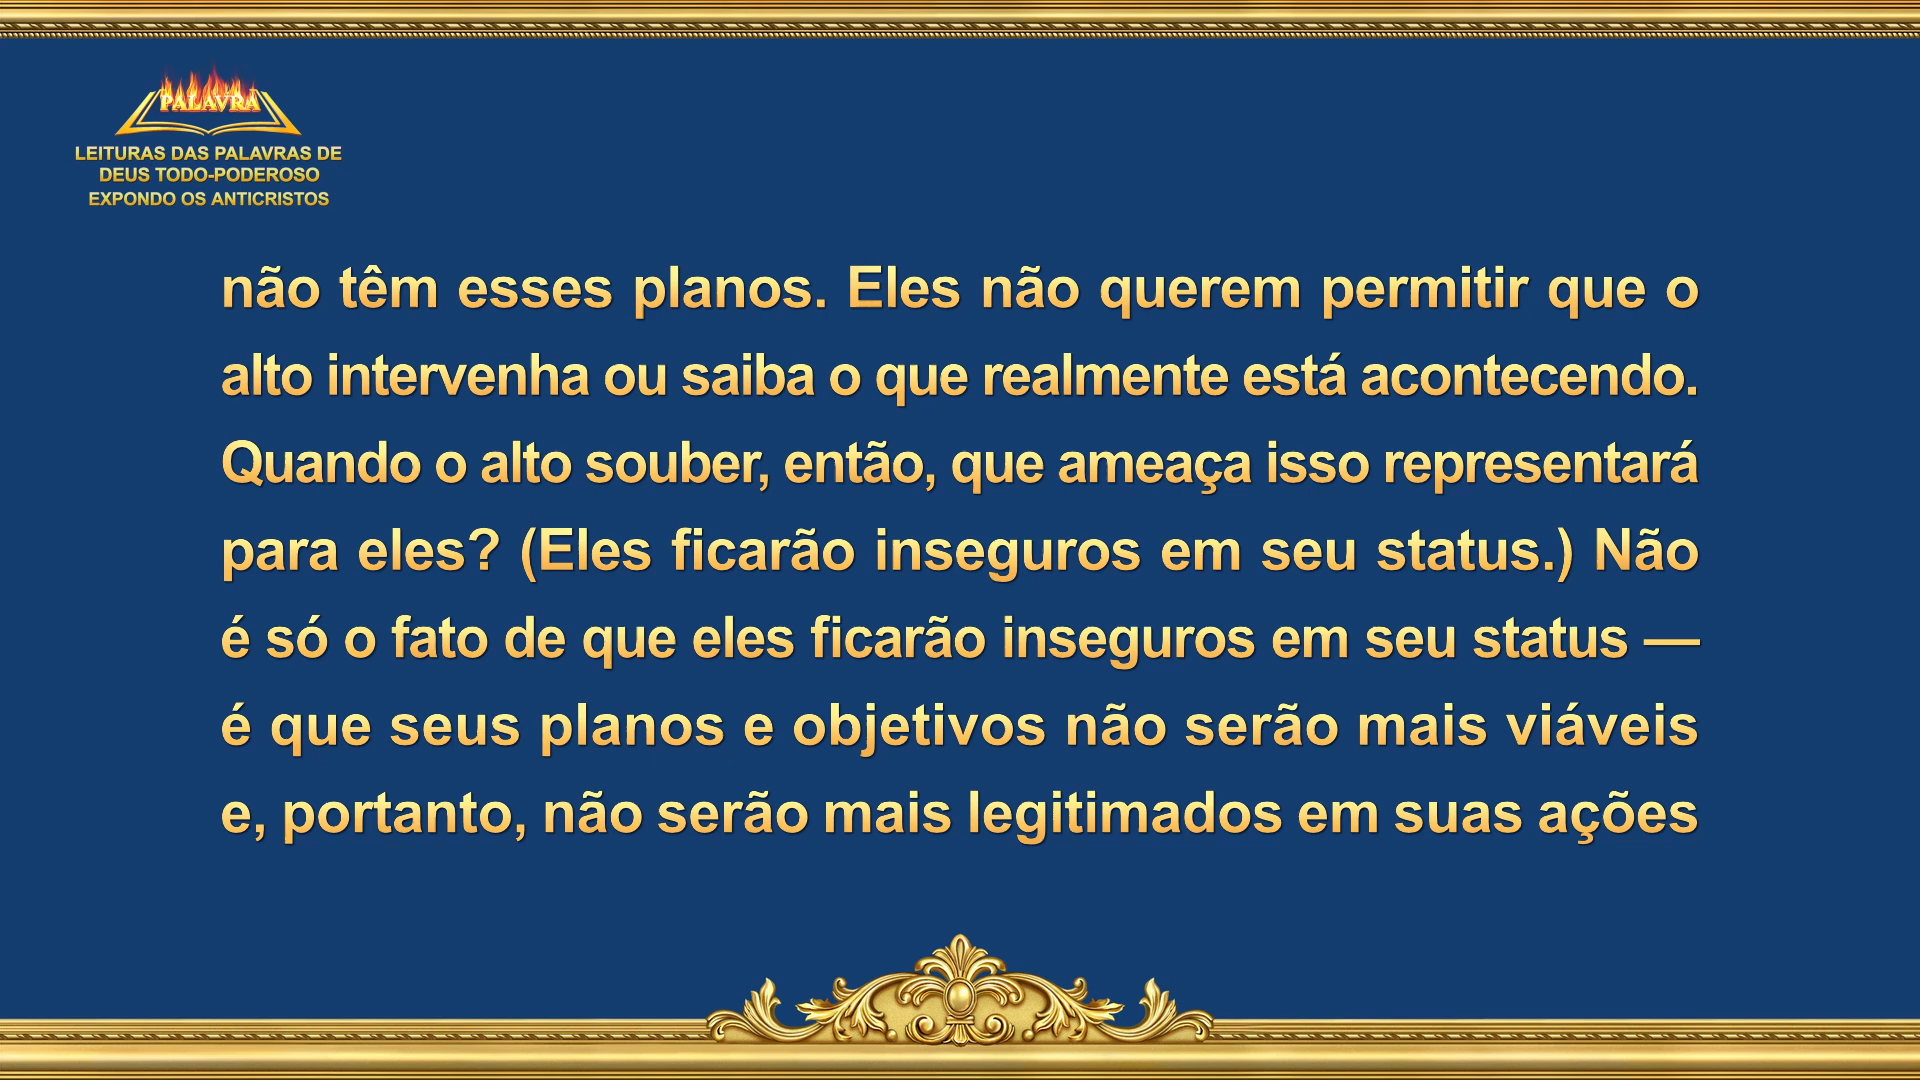 PALAVRA
LEITURAS DAS PALAVRAS DE
DEUS TODO-PODEROSO
EXPONDO OS ANTICRISTOS
não têm esses planos. Eles não querem permitir que o
alto intervenha ou saiba o que realmente está acontecendo.
Quando o alto souber, então, que ameaça isso representará
para eles? (Eles ficarão inseguros em seu status.) Não
é só o fato de que eles ficarão inseguros em seu status —
é que seus planos e objetivos não serão mais viáveis
e, portanto, não serão mais legitimados em suas ações